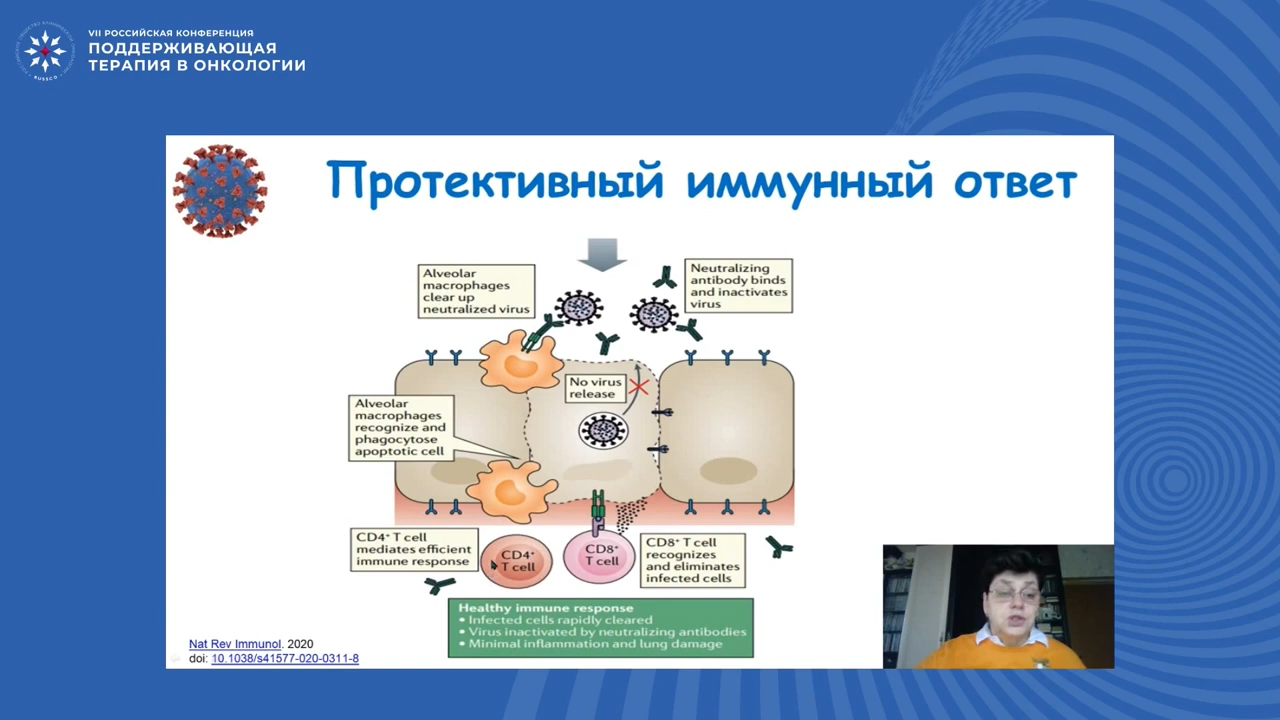 VII РОССИЙСКАЯ КОНФЕРЕНЦИЯ
ПОДДЕРЖИВАЮЩАЯ
ТЕРАПИЯ В ОНКОЛОГИИ
RUSSCO
Протективный иммунный ответ
Alveolar
macrophages
clear up
neutralized virus
Neutralizing
antibody binds
and inactivates
virus
No virus
release
Alveolar
macrophages
recognize and
phagocytose
apoptotic cell
CD4⁺ T cell
mediates efficient
immune response
CD4⁺
T cell
CD8⁺
T cell
CD8⁺ T cell
recognizes
and eliminates
infected cells
Healthy immune response
• Infected cells rapidly cleared
• Virus inactivated by neutralizing antibodies
• Minimal inflammation and lung damage
Nat Rev Immunol. 2020
doi: 10.1038/s41577-020-0311-8